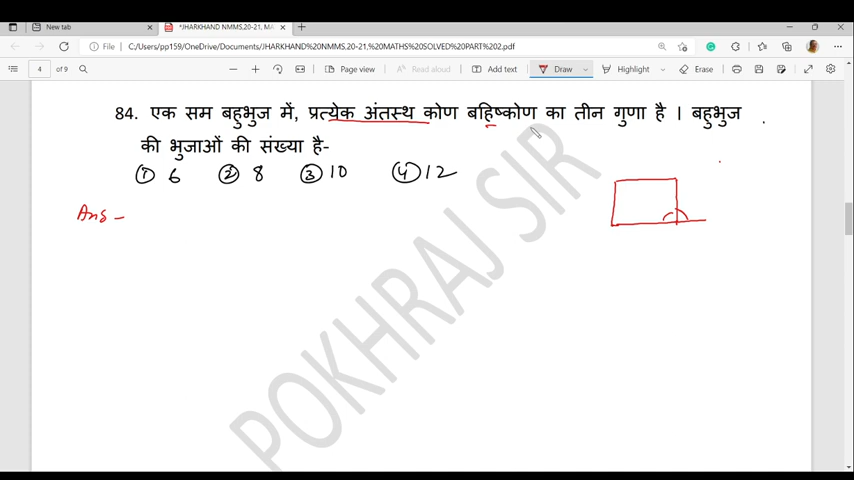 New tab
*JHARKHAND NMMS,20-21, MA
File
C:/Users/pp159/OneDrive/Documents/JHARKHAND%20NMMS,20-21,%20MATHS%20SOLVED%20PART%202.pdf
4 of 9
Page view
Read aloud
Add text
Draw
Highlight
Erase
84. एक सम बहुभुज में, प्रत्येक अंतस्थ कोण बहिष्कोण का तीन गुणा है । बहुभुज
की भुजाओं की संख्या है-
① 6 ② 8 ③ 10 ④ 12
Ans -
POKHRAJ SIR